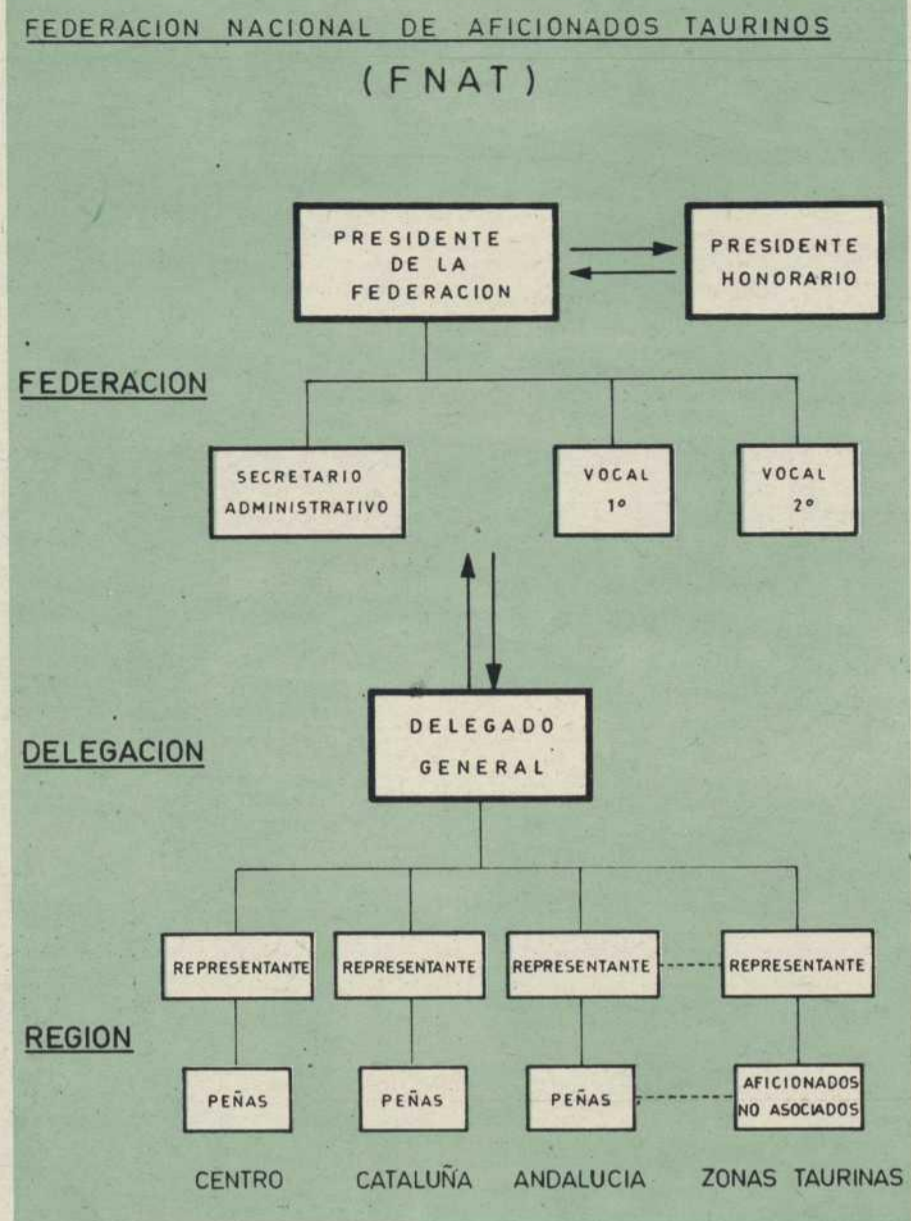 FEDERACION NACIONAL DE AFICIONADOS TAURINOS
(FNAT)
PRESIDENTE
DE LA
FEDERACION
PRESIDENTE
HONORARIO
FEDERACION
SECRETARIO
ADMINISTRATIVO
VOCAL
1º
VOCAL
2º
DELEGACION
DELEGADO
GENERAL
REPRESENTANTE
REPRESENTANTE
REPRESENTANTE
REPRESENTANTE
REGION
PEÑAS
PEÑAS
PEÑAS
AFICIONADOS
NO ASOCIADOS
CENTRO
CATALUÑA
ANDALUCIA
ZONAS TAURINAS